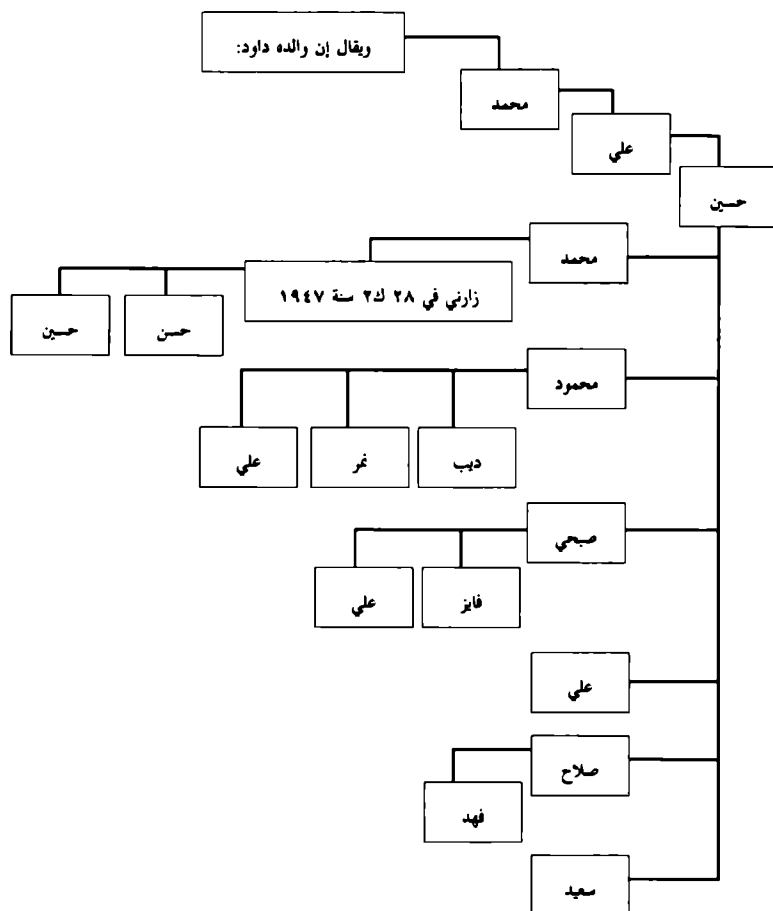 ويقال إن والده داود:
محمد
علي
حسين
محمد
زارني في ٢٨ ك٢ سنة ١٩٤٧
حسن
حسين
محمود
ديب
نمر
علي
صبحي
فايز
علي
علي
صلاح
فهد
سعيد